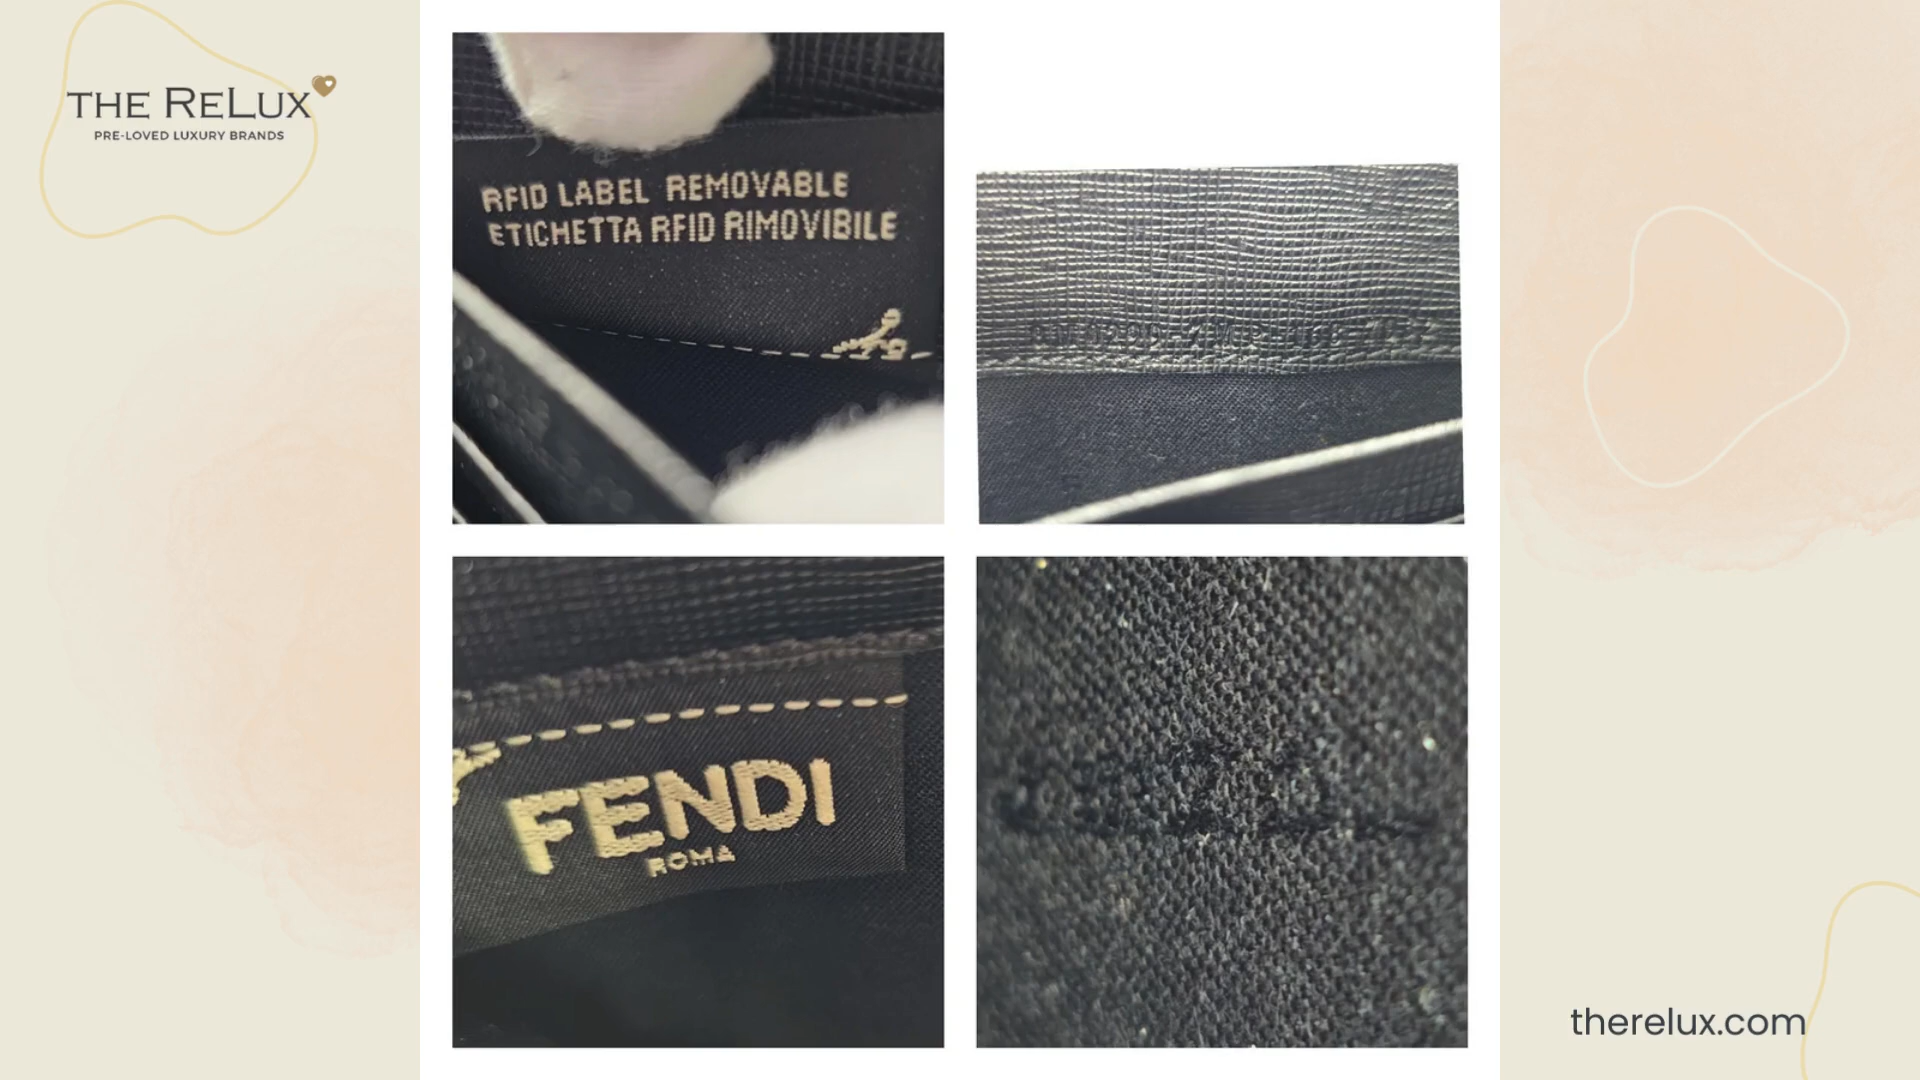 THE RELUX
PRE-LOVED LUXURY BRANDS
RFID LABEL REMOVABLE
ETICHETTA RFID RIMOVIBILE
FENDI
ROMA
therelux.com